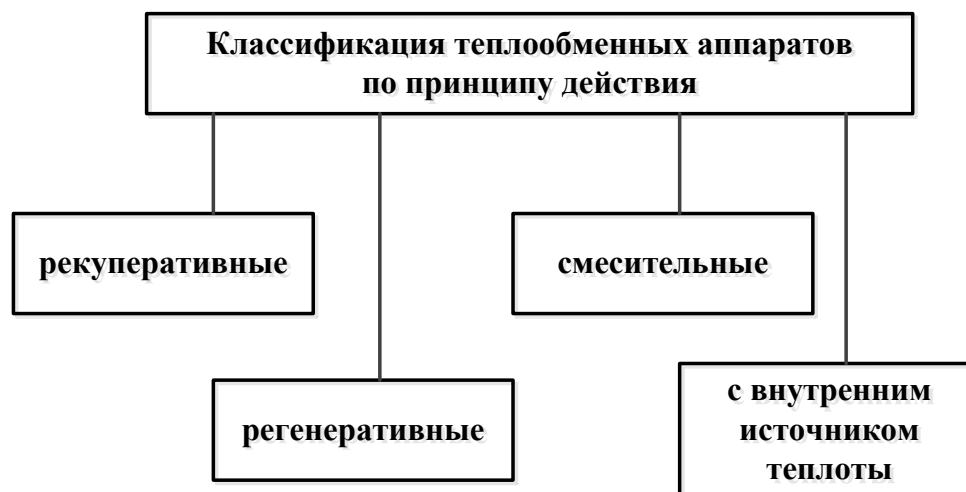 Классификация теплообменных аппаратов
по принципу действия
рекуперативные
смесительные
регенеративные
с внутренним
источником
теплоты